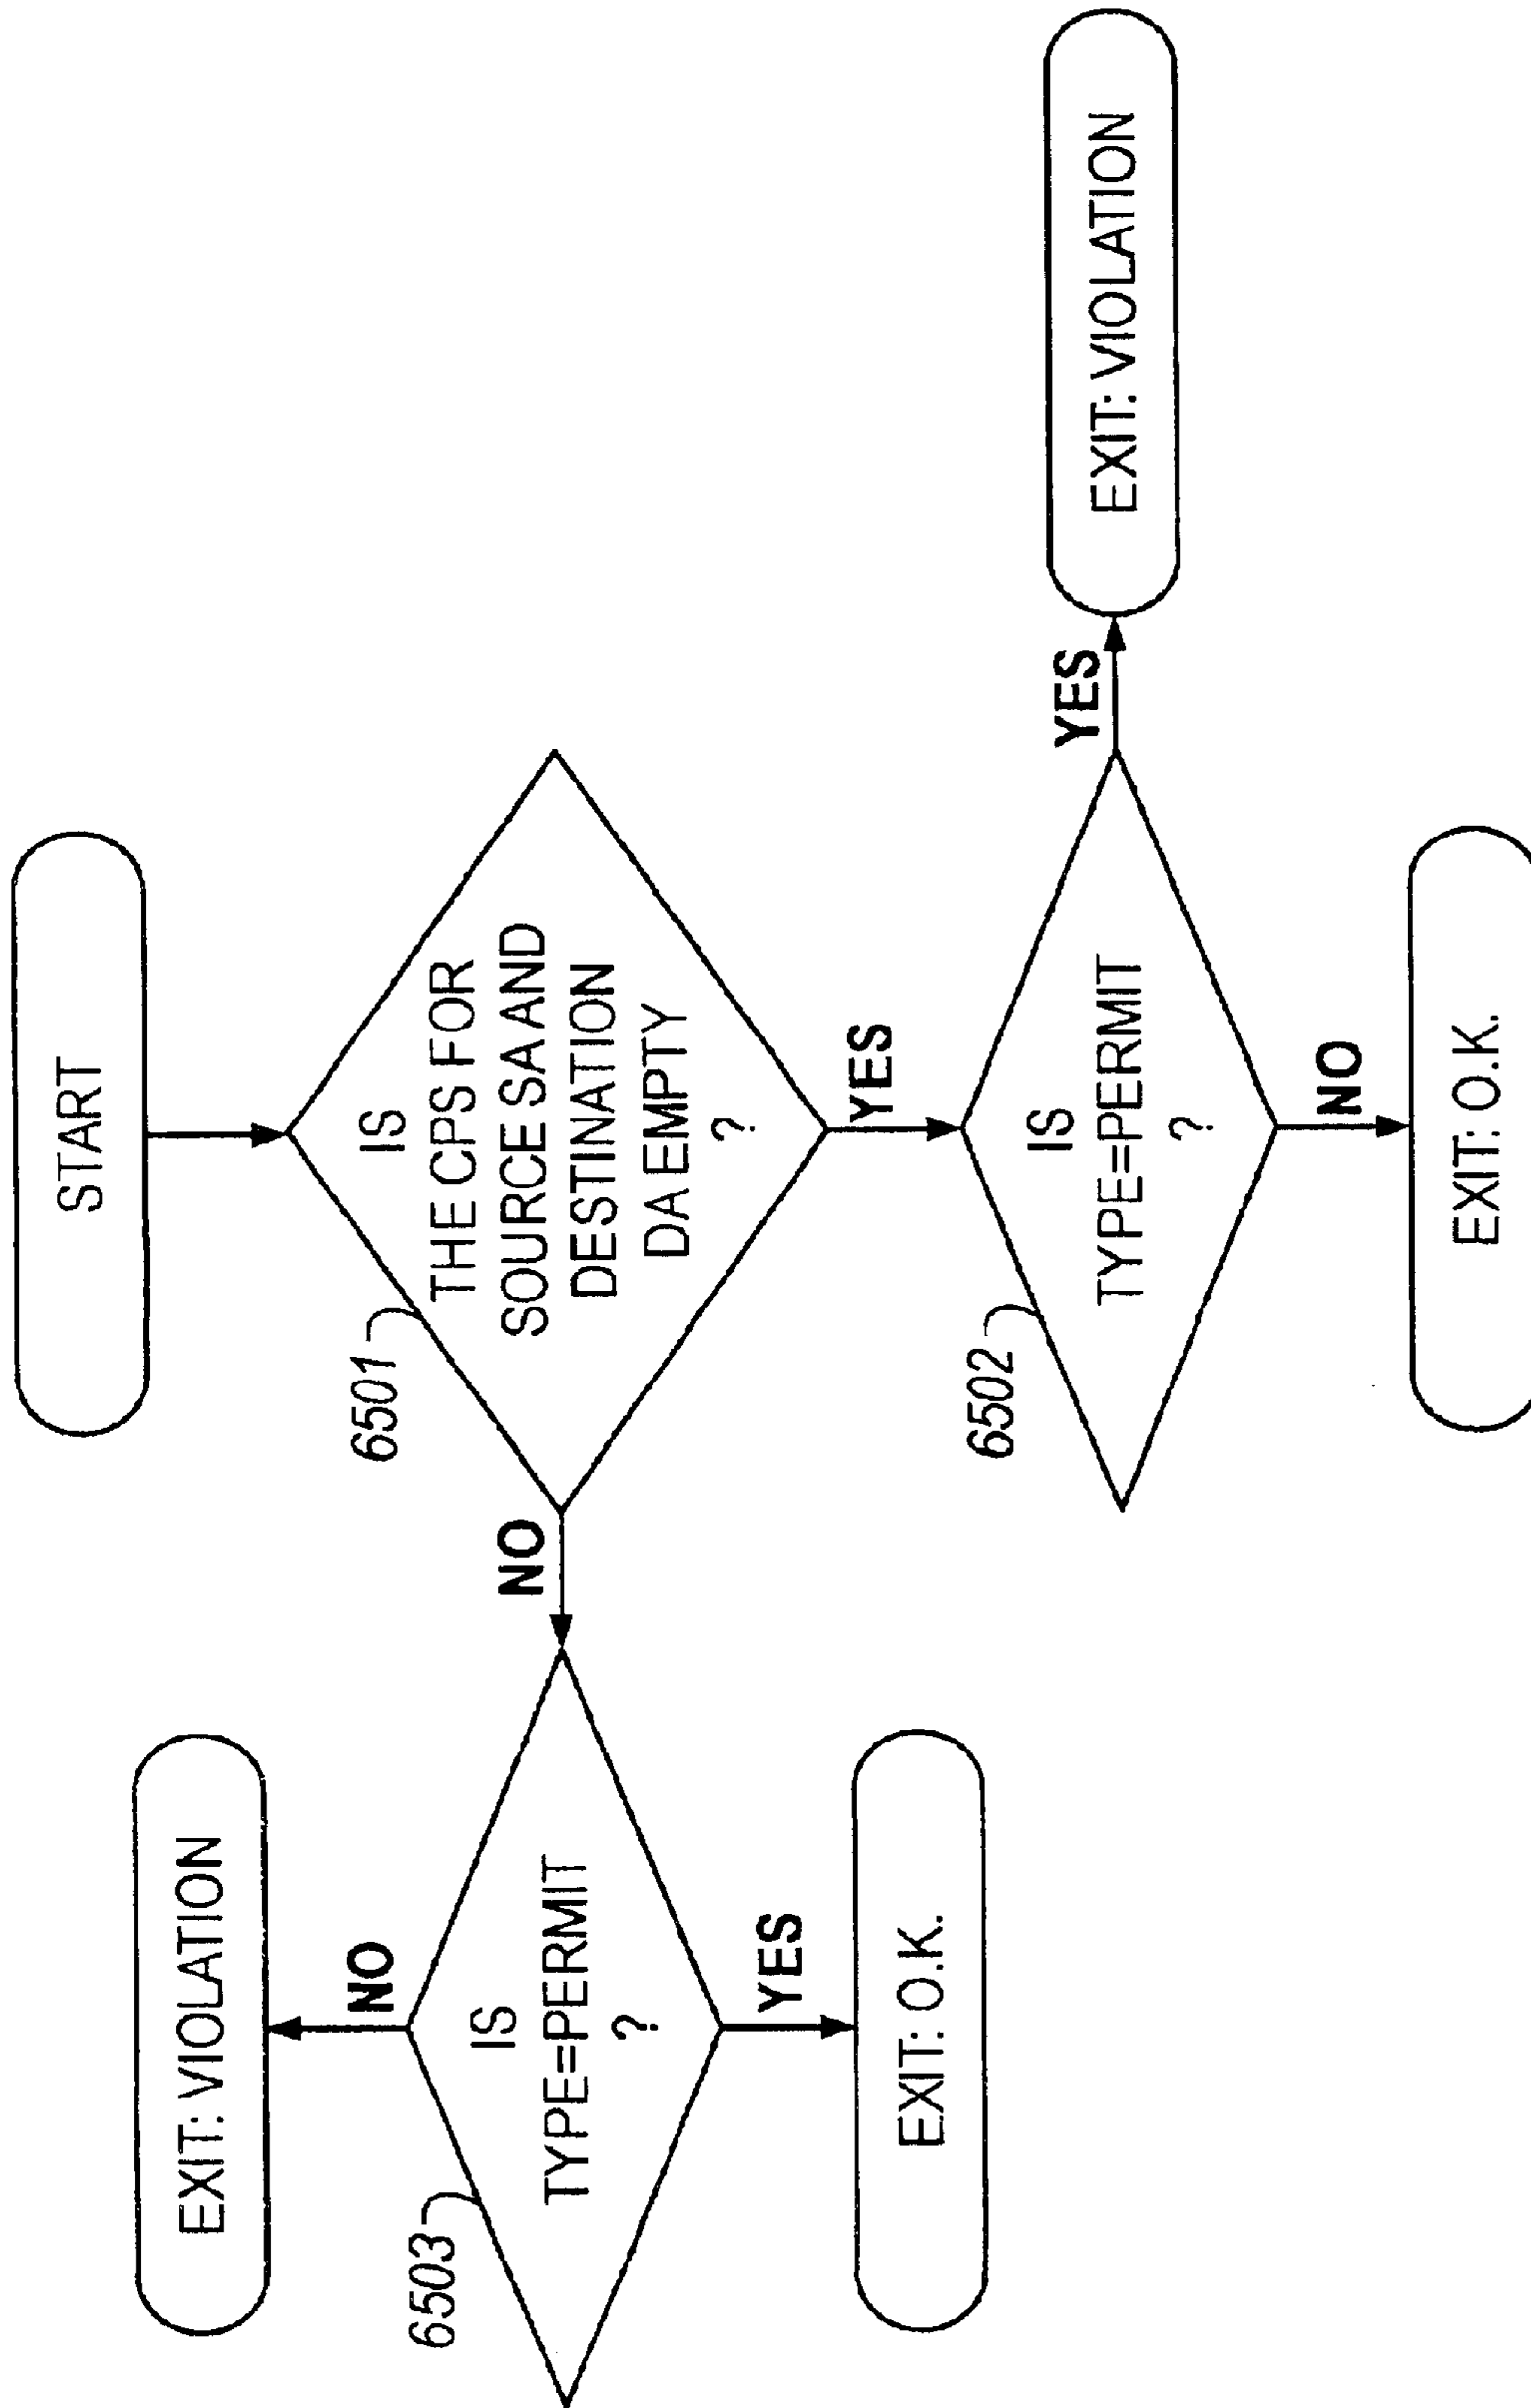 START
6501
IS
THE CPS FOR
SOURCE SA AND
DESTINATION
DA EMPTY
?
NO
YES
6503
IS
TYPE=PERMIT
?
NO
EXIT: VIOLATION
YES
EXIT: O.K.
6502
IS
TYPE=PERMIT
?
YES
EXIT: VIOLATION
NO
EXIT: O.K.